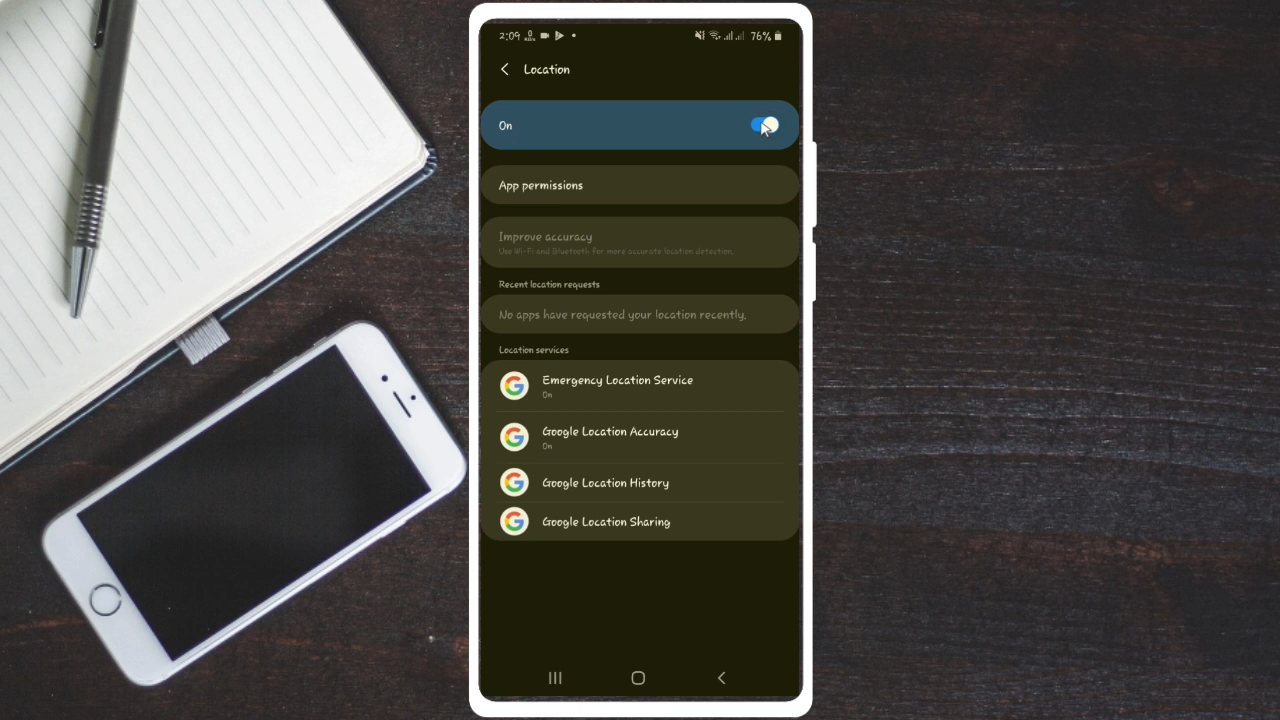 2:09 76%
Location
On
App permissions
Improve accuracy
Use Wi-Fi and Bluetooth for more accurate location detection.
Recent location requests
No apps have requested your location recently.
Location services
Emergency Location Service
On
Google Location Accuracy
On
Google Location History
Google Location Sharing